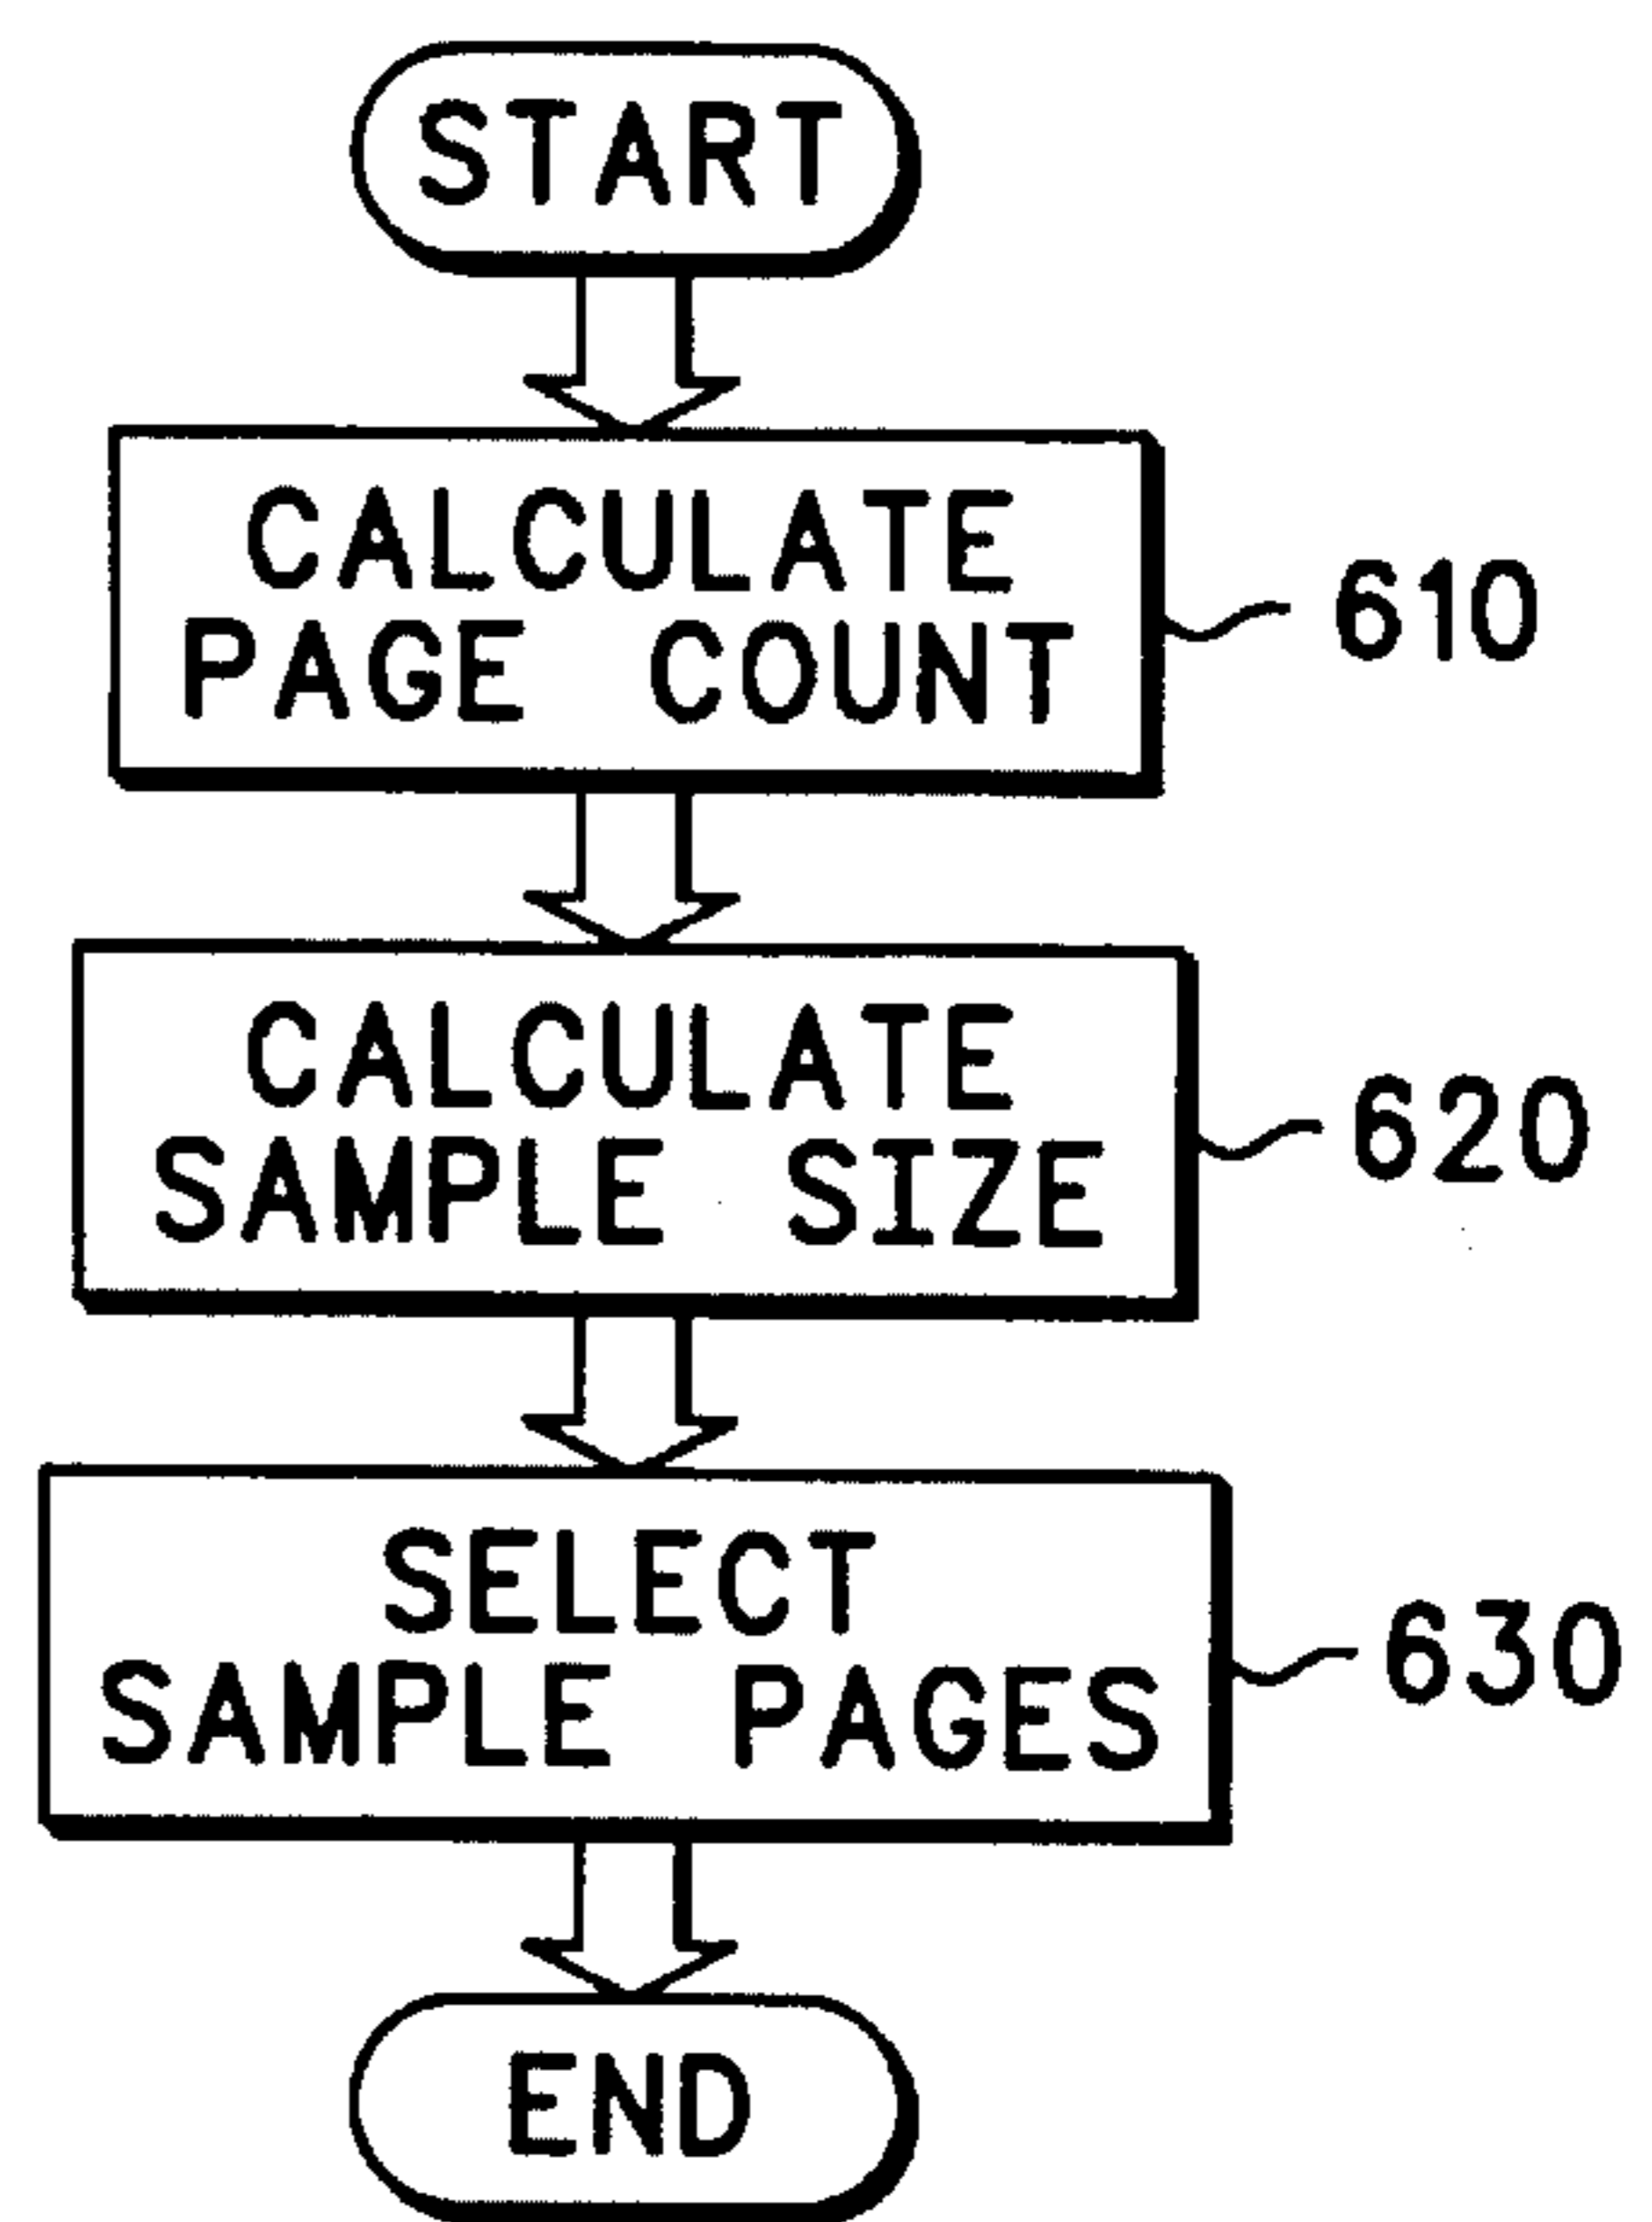 START
CALCULATE
PAGE COUNT
610
CALCULATE
SAMPLE SIZE
620
SELECT
SAMPLE PAGES
630
END